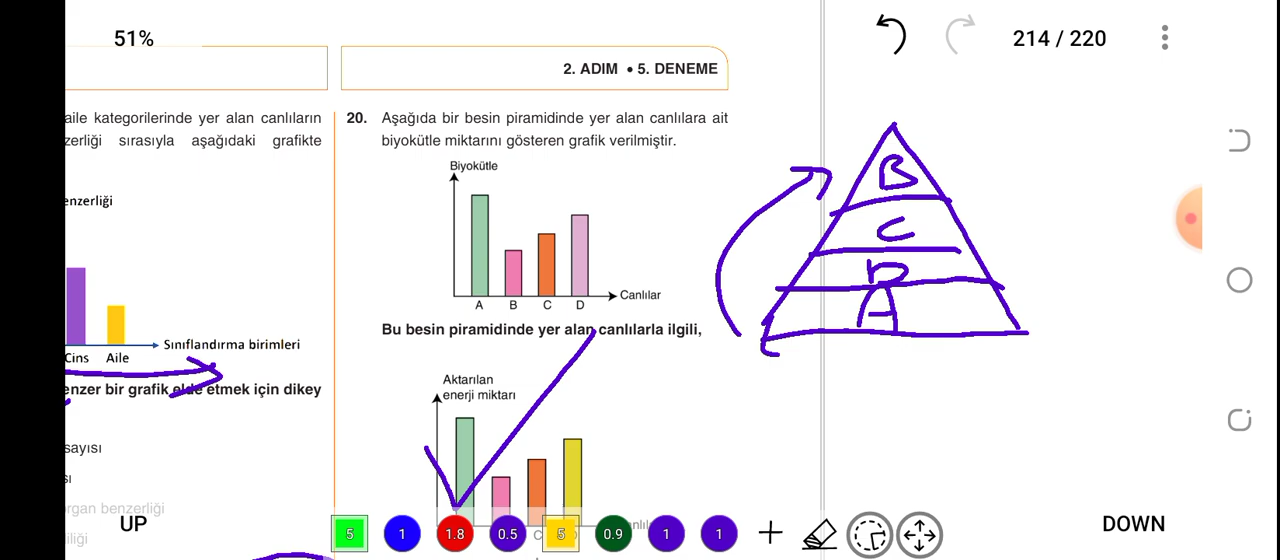 51%
214 / 220
2. ADIM • 5. DENEME
aile kategorilerinde yer alan canlıların
zerliği sırasıyla aşağıdaki grafikte
enzerliği
Cins Aile
Sınıflandırma birimleri
enzer bir grafik elde etmek için dikey
sayısı
sı
organ benzerliği
iliği
20. Aşağıda bir besin piramidinde yer alan canlılara ait
biyokütle miktarını gösteren grafik verilmiştir.
Biyokütle
A B C D
Canlılar
Bu besin piramidinde yer alan canlılarla ilgili,
Aktarılan
enerji miktarı
C
B
C
D
A
UP
5 1 1.8 0.5 5 0.9 1 1
DOWN